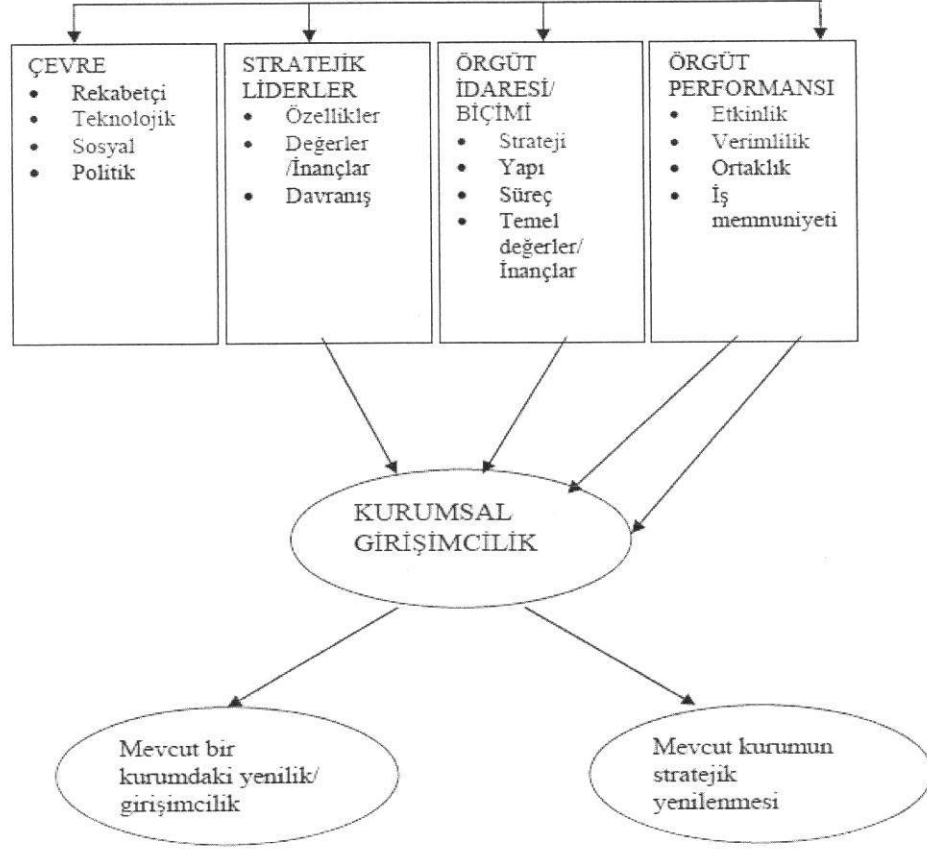 ÇEVRE
• Rekabetçi
• Teknolojik
• Sosyal
• Politik
STRATEJİK
LİDERLER
• Özellikler
• Değerler
/İnançlar
• Davranış
ÖRGÜT
İDARESİ/
BİÇİMİ
• Strateji
• Yapı
• Süreç
• Temel
değerler/
İnançlar
ÖRGÜT
PERFORMANSI
• Etkinlik
• Verimlilik
• Ortaklık
• İş
memnuniyeti
KURUMSAL
GİRİŞİMCİLİK
Mevcut bir
kurumdaki yenilik/
girişimcilik
Mevcut kurumun
stratejik
yenilenmesi